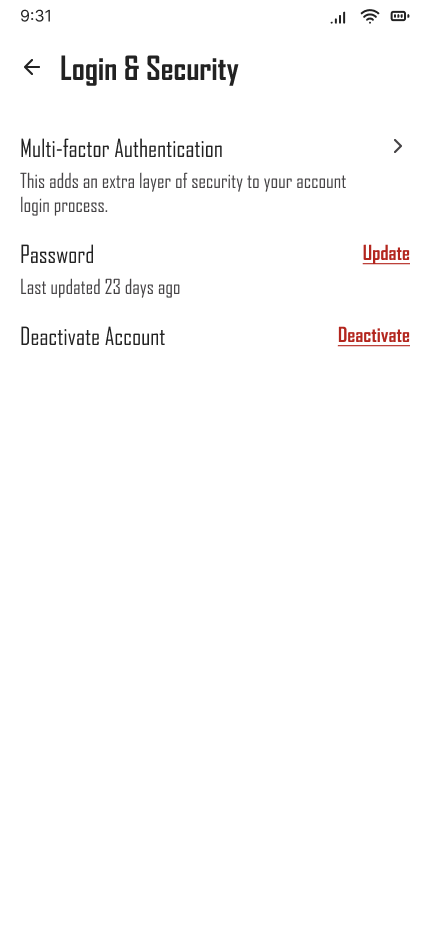 9:31
Login & Security
Multi-factor Authentication
This adds an extra layer of security to your account
login process.
Password
Update
Last updated 23 days ago
Deactivate Account
Deactivate